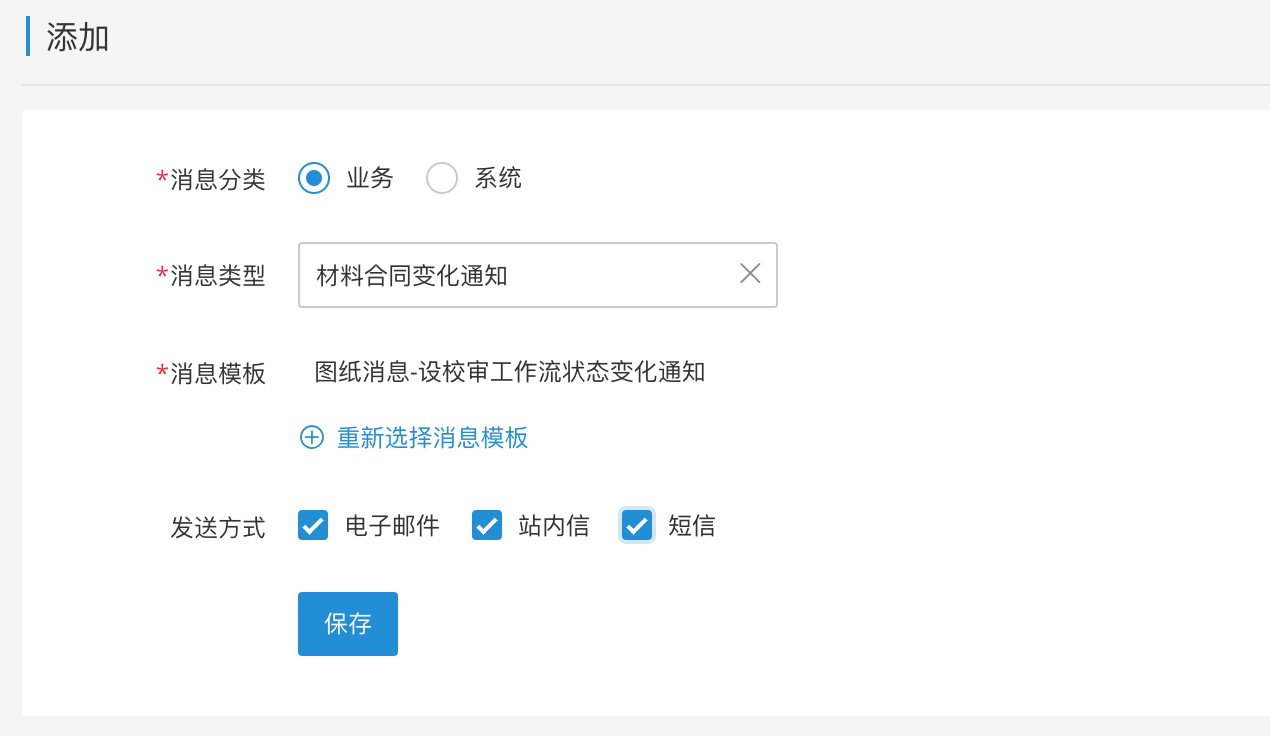 添加
*消息分类 业务 系统
*消息类型 材料合同变化通知
*消息模板 图纸消息-设校审工作流状态变化通知
重新选择消息模板
发送方式 电子邮件 站内信 短信
保存